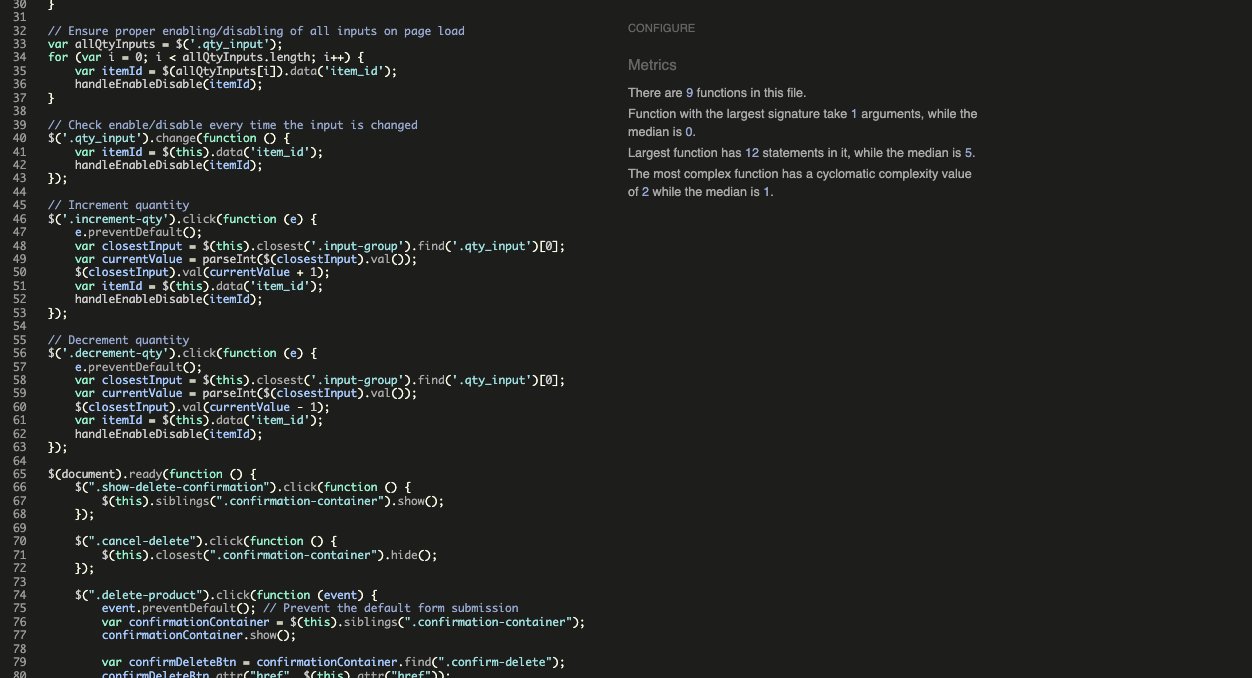 30 }
31
32 // Ensure proper enabling/disabling of all inputs on page load
33 var allQtyInputs = $('.qty_input');
34 for (var i = 0; i < allQtyInputs.length; i++) {
35     var itemId = $(allQtyInputs[i]).data('item_id');
36     handleEnableDisable(itemId);
37 }
38
39 // Check enable/disable every time the input is changed
40 $('.qty_input').change(function () {
41     var itemId = $(this).data('item_id');
42     handleEnableDisable(itemId);
43 });
44
45 // Increment quantity
46 $('.increment-qty').click(function (e) {
47     e.preventDefault();
48     var closestInput = $(this).closest('.input-group').find('.qty_input')[0];
49     var currentValue = parseInt($(closestInput).val());
50     $(closestInput).val(currentValue + 1);
51     var itemId = $(this).data('item_id');
52     handleEnableDisable(itemId);
53 });
54
55 // Decrement quantity
56 $('.decrement-qty').click(function (e) {
57     e.preventDefault();
58     var closestInput = $(this).closest('.input-group').find('.qty_input')[0];
59     var currentValue = parseInt($(closestInput).val());
60     $(closestInput).val(currentValue - 1);
61     var itemId = $(this).data('item_id');
62     handleEnableDisable(itemId);
63 });
64
65 $(document).ready(function () {
66     $(".show-delete-confirmation").click(function () {
67         $(this).siblings(".confirmation-container").show();
68     });
69
70     $(".cancel-delete").click(function () {
71         $(this).closest(".confirmation-container").hide();
72     });
73
74     $(".delete-product").click(function (event) {
75         event.preventDefault(); // Prevent the default form submission
76         var confirmationContainer = $(this).siblings(".confirmation-container");
77         confirmationContainer.show();
78
79         var confirmDeleteBtn = confirmationContainer.find(".confirm-delete");
80         confirmDeleteBtn.attr("href", $(this).attr("href"));
CONFIGURE
Metrics
There are 9 functions in this file.
Function with the largest signature take 1 arguments, while the
median is 0.
Largest function has 12 statements in it, while the median is 5.
The most complex function has a cyclomatic complexity value
of 2 while the median is 1.